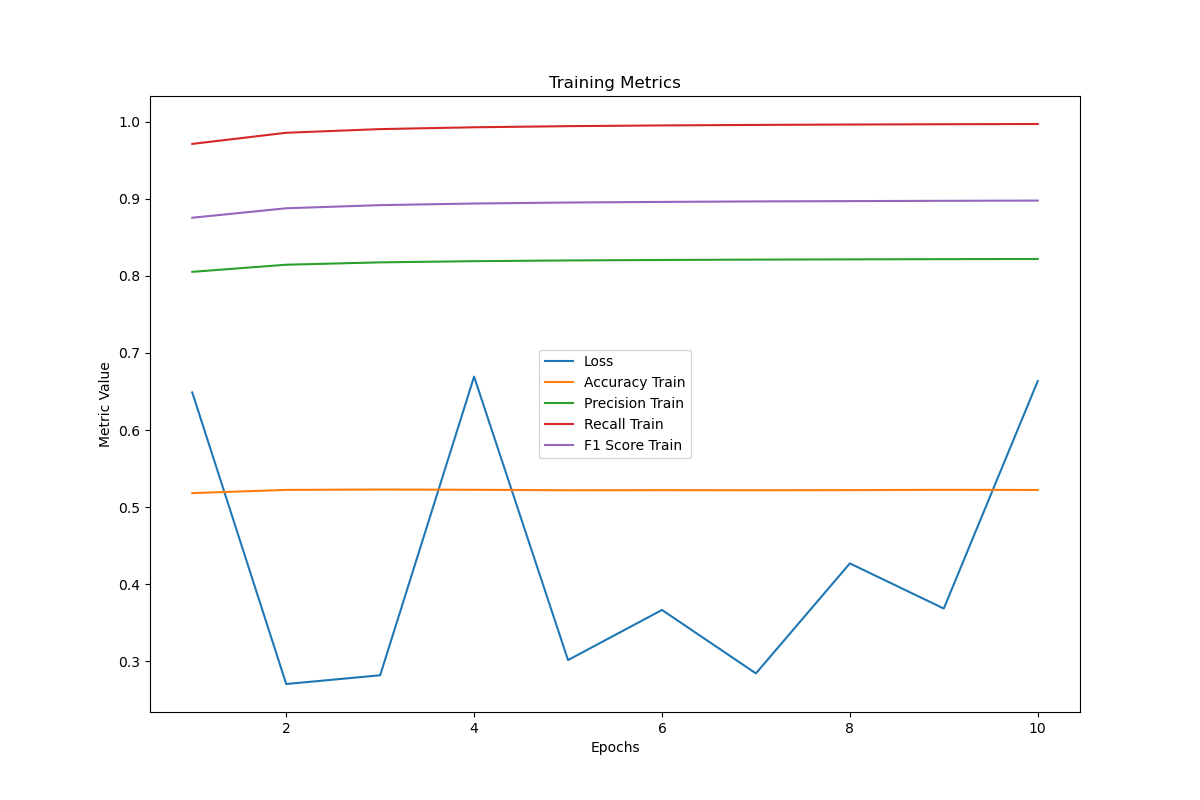 Training Metrics
1.0
0.9
0.8
0.7
0.6
0.5
0.4
0.3
Metric Value
Loss
Accuracy Train
Precision Train
Recall Train
F1 Score Train
2 4 6 8 10
Epochs